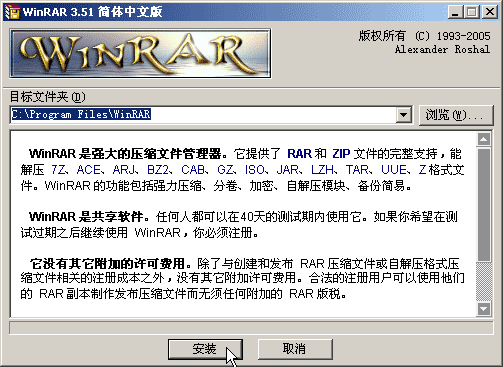 WinRAR 3.51 简体中文版
WINRAR
版权所有 (C) 1993-2005
Alexander Roshal
目标文件夹(D)
C:\Program Files\WinRAR
浏览(W)...
WinRAR 是强大的压缩文件管理器。它提供了 RAR 和 ZIP 文件的完整支持，能
解压 7Z、ACE、ARJ、BZ2、CAB、GZ、ISO、JAR、LZH、TAR、UUE、Z 格式文
件。WinRAR 的功能包括强力压缩、分卷、加密、自解压模块、备份简易。
WinRAR 是共享软件。任何人都可以在40天的测试期内使用它。如果你希望在测
试过期之后继续使用 WinRAR，你必须注册。
它没有其它附加的许可费用。除了与创建和发布 RAR 压缩文件或自解压格式压
缩文件相关的注册成本之外，没有其它附加许可费用。合法的注册用户可以使用他们
的 RAR 副本制作发布压缩文件而无须任何附加的 RAR 版税。
安装
取消